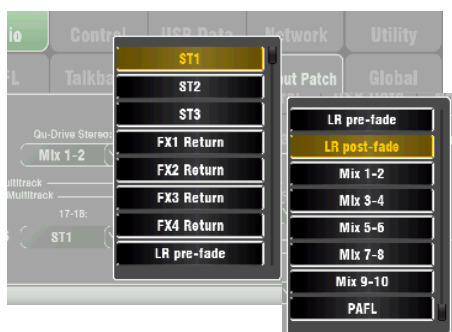 io Control USB Data Network Utility
FL Talkba ut Patch Global
ST1
ST2
ST3
FX1 Return
FX2 Return
FX3 Return
FX4 Return
LR pre-fade
LR pre-fade
LR post-fade
Mix 1-2
Mix 3-4
Mix 5-6
Mix 7-8
Mix 9-10
PAFL
Qu-Drive Stereo:
Mix 1-2
ultitrack
Multitrack
17-18:
ST1